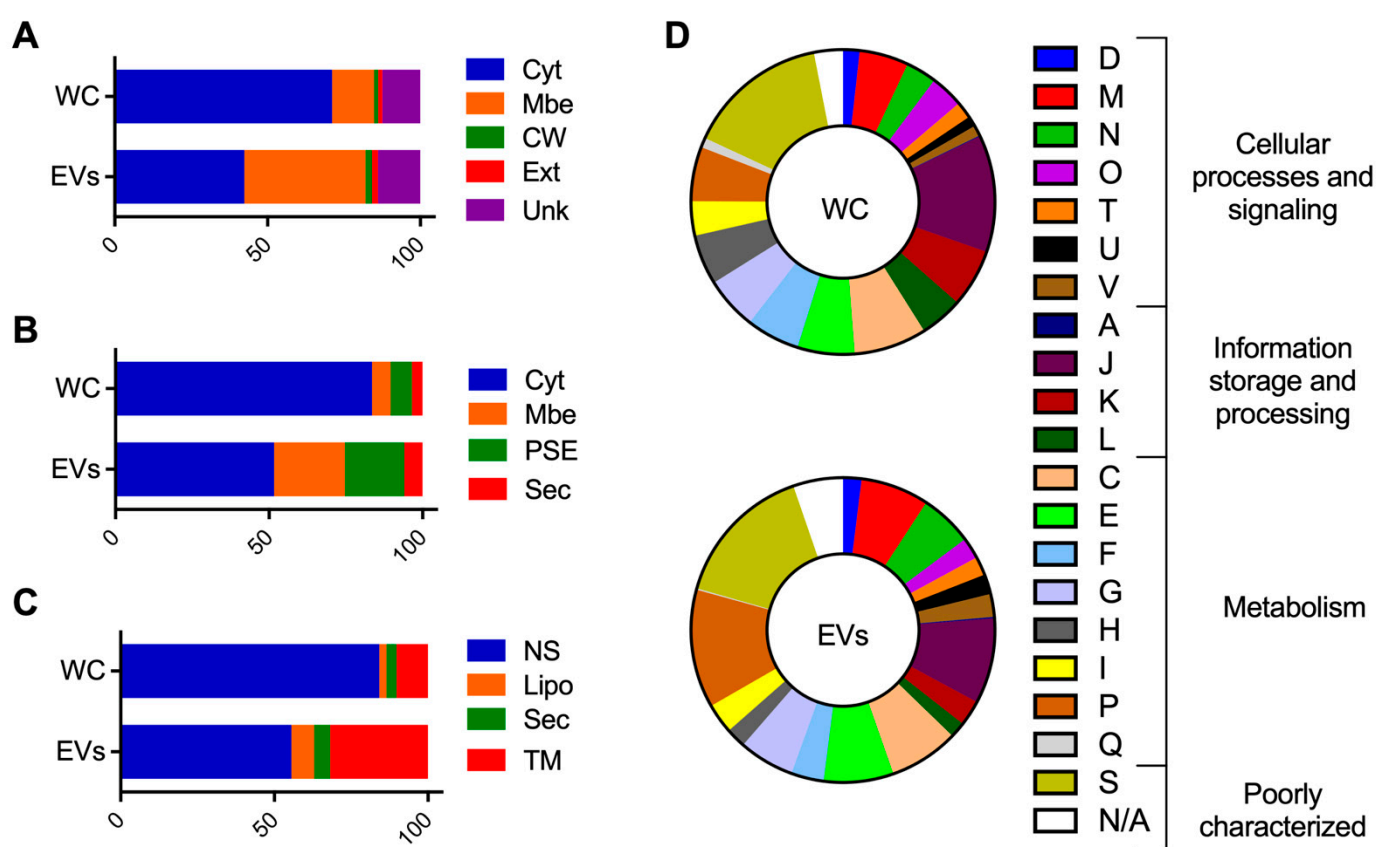 A
WC
EVs
0
50
100
Cyt
Mbe
CW
Ext
Unk
B
WC
EVs
0
50
100
Cyt
Mbe
PSE
Sec
C
WC
EVs
0
50
100
NS
Lipo
Sec
TM
D
WC
EVs
D
M
N
O
T
U
V
A
J
K
L
C
E
F
G
H
I
P
Q
S
N/A
Cellular
processes and
signaling
Information
storage and
processing
Metabolism
Poorly
characterized